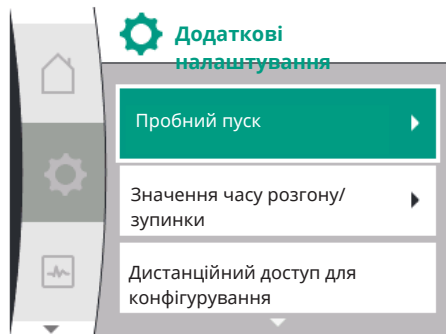 Додаткові
налаштування
Пробний пуск
Значення часу розгону/
зупинки
Дистанційний доступ для
конфігурування